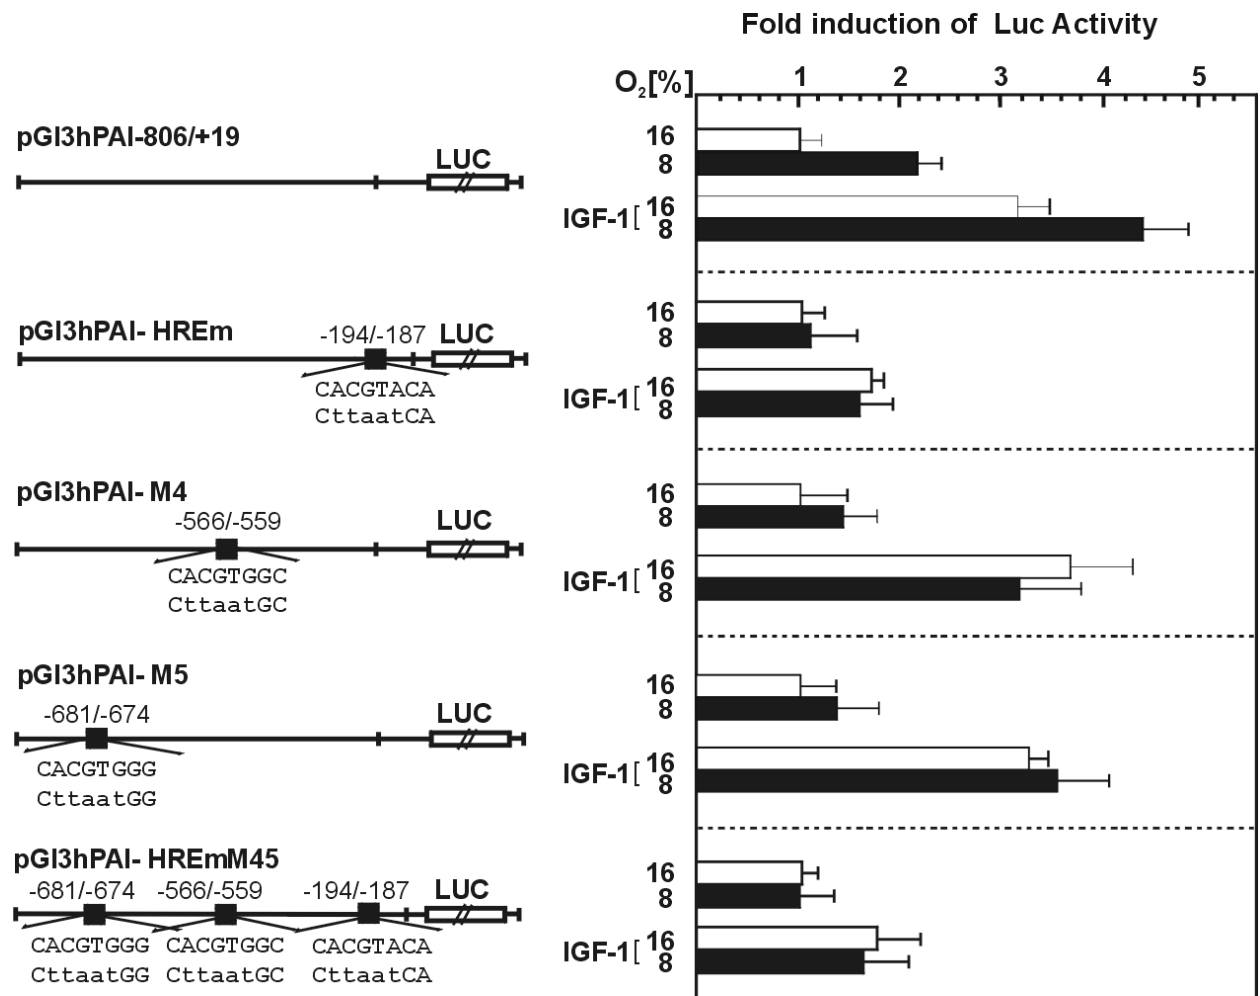 Fold induction of Luc Activity
O2[%] 1 2 3 4 5
pGl3hPAI-806/+19
LUC
16
8
IGF-1[ 16
8
pGl3hPAI- HREm
-194/-187 LUC
CACGTACA
CttaatCA
16
8
IGF-1[ 16
8
pGl3hPAI- M4
-566/-559
LUC
CACGTGGC
CttaatGC
16
8
IGF-1[ 16
8
pGl3hPAI- M5
-681/-674
LUC
CACGTGGG
CttaatGG
16
8
IGF-1[ 16
8
pGl3hPAI- HREmM45
-681/-674 -566/-559 -194/-187 LUC
CACGTGGG CACGTGGC CACGTACA
CttaatGG CttaatGC CttaatCA
16
8
IGF-1[ 16
8